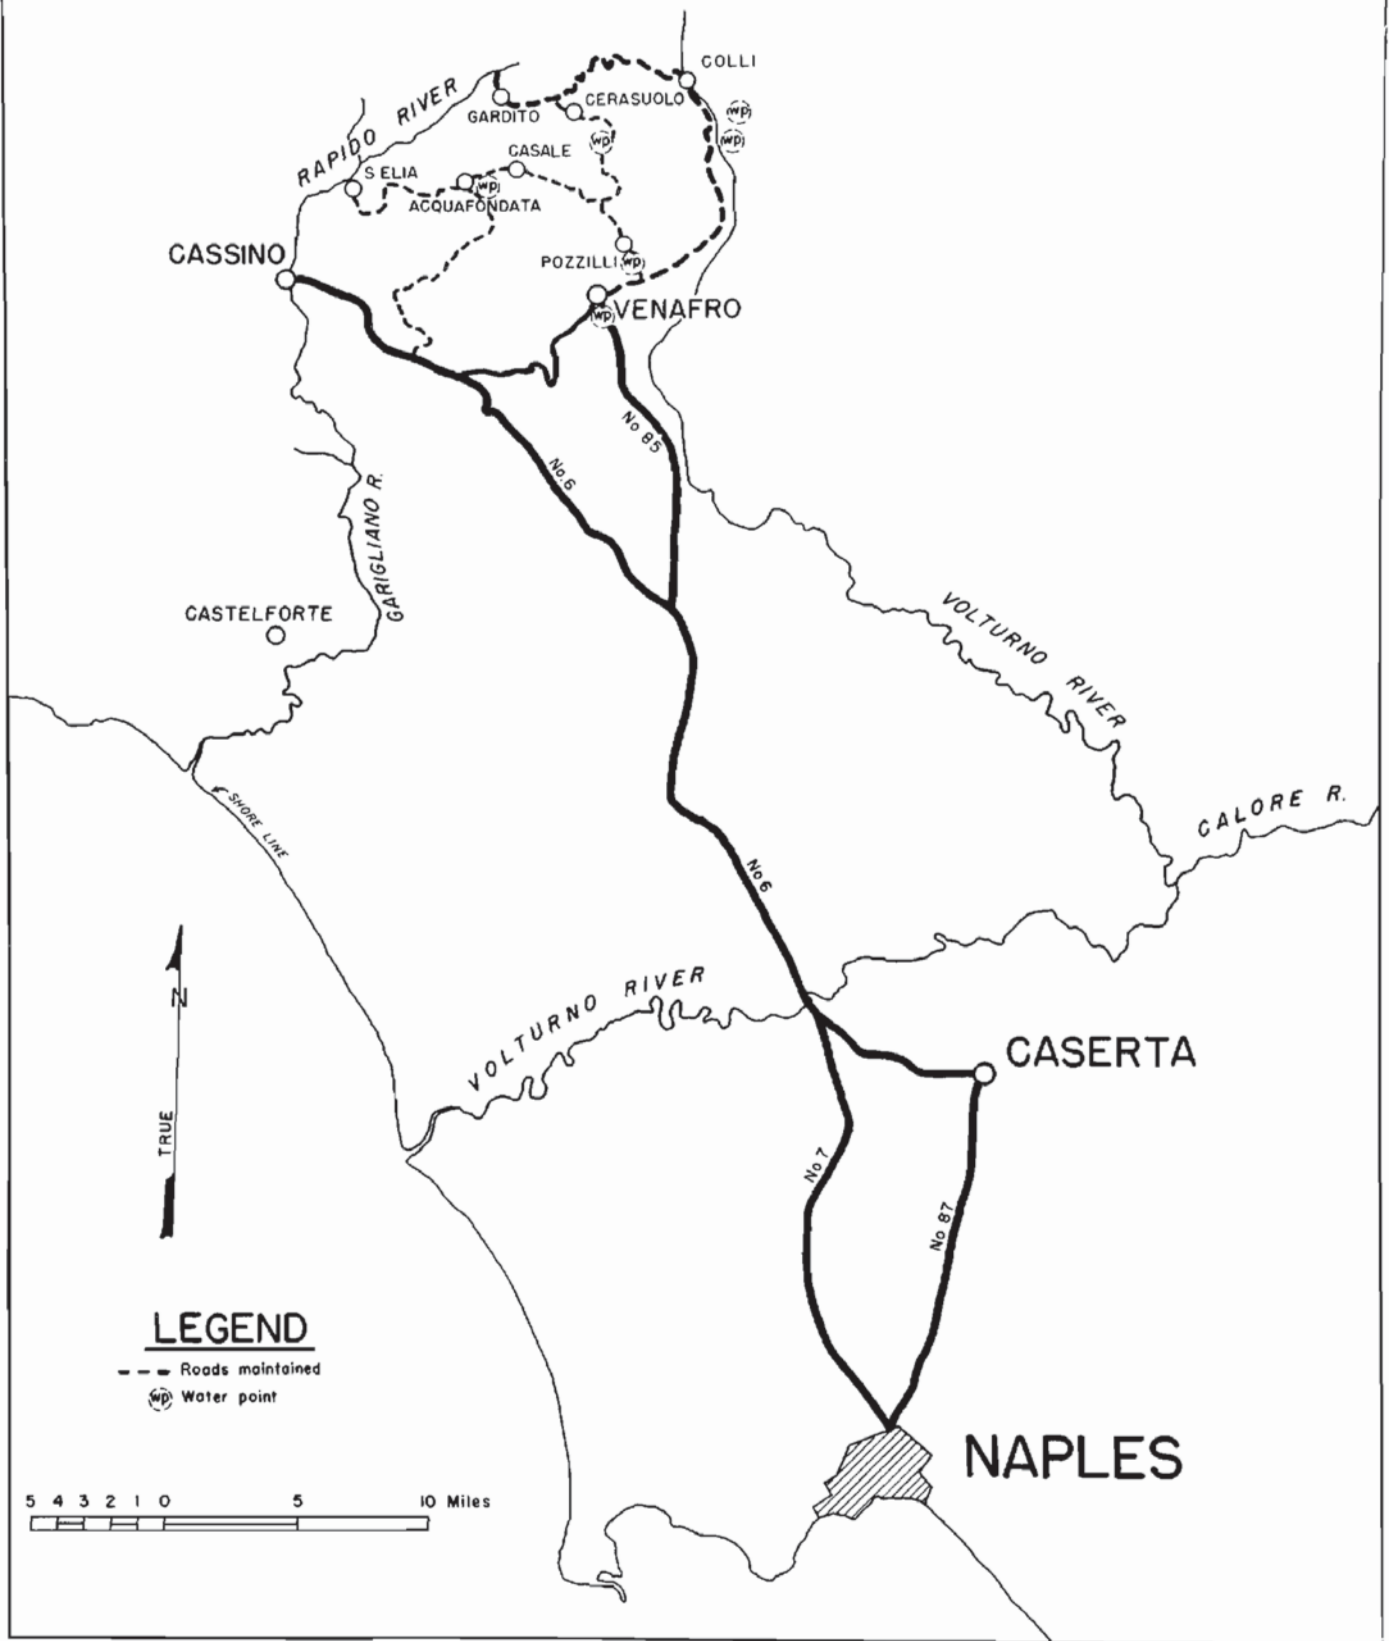 COLLI
wp
wp
CERASUOLO
GARDITO
RAPIDO RIVER
wp
CASALE
S ELIA
wp
ACQUAFONDATA
CASSINO
POZZILLI
wp
VENAFRO
wp
No 85
No. 6
GARIGLIANO R.
CASTELFORTE
VOLTURNO RIVER
SHORE LINE
CALORE R.
No 6
N
TRUE
VOLTURNO RIVER
CASERTA
No 7
No 87
LEGEND
Roads maintained
wp Water point
NAPLES
5 4 3 2 1 0 5 10 Miles